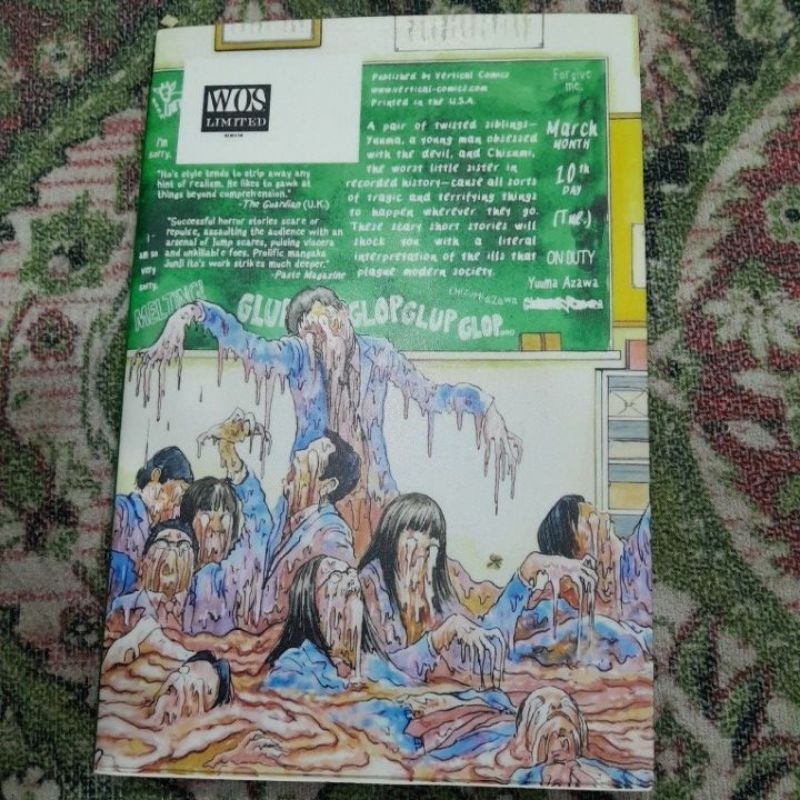 WOS
LIMITED
Published by Vertical Comics
www.vertical-comics.com
Printed in the U.S.A.
Forgive
me.
I'm
sorry.
"Ito's style tends to strip away any
hint of realism. He likes to gawk at
things beyond comprehension."
-The Guardian (U.K.)
"Successful horror stories scare or
repulse, assaulting the audience with an
arsenal of jump scares, pulsing viscera
and unkillable foes. Prolific mangaka
Junji Ito's work strikes much deeper."
-Paste Magazine
A pair of twisted siblings—
Yuuma, a young man obsessed
with the devil, and Chizumi,
the worst little sister in
recorded history—cause all sorts
of tragic and terrifying things
to happen wherever they go.
These scary short stories will
shock you with a literal
interpretation of the ills that
plague modern society.
March
MONTH
10th
DAY
(Tue.)
ON DUTY
Yuuma Azawa
Chizumi Azawa
I
am so
very
sorry.
MELTING!
GLUP GLOP GLUP GLOP...